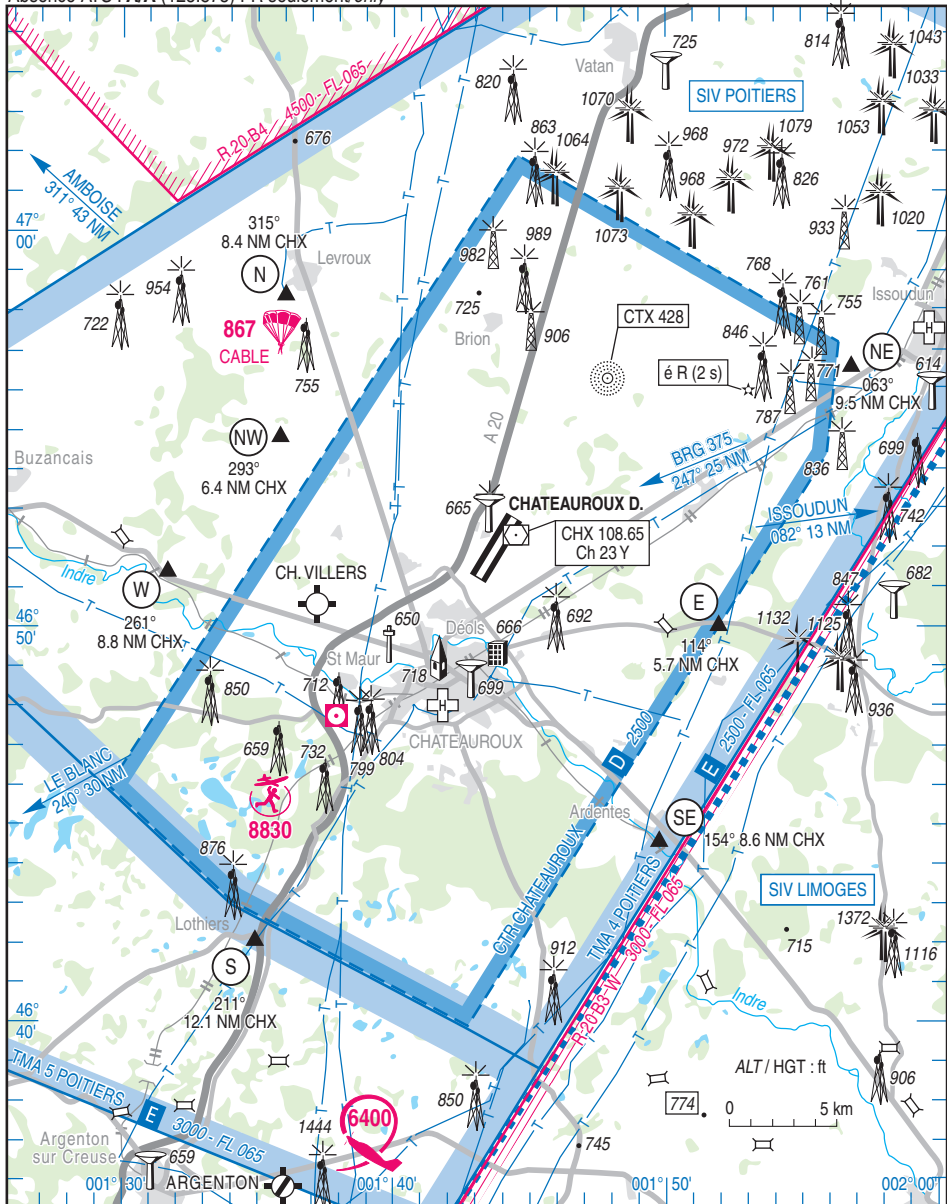 R 20 B4 4500 - FL 065
676
AMBOISE
311° 43 NM
47°
00'
315°
8.4 NM CHX
N
Levroux
954
722
867
CABLE
755
NW
293°
6.4 NM CHX
Buzancais
820
Vatan
725
1070
863
1064
SIV POITIERS
814
1043
1033
1053
968
968
972
1079
826
1073
1020
933
982
989
725
Brion
906
CTX 428
768
761
755
Issoudun
H
846
é R (2 s)
771
787
NE
063°
9.5 NM CHX
614
836
699
742
A 20
BRG 375
247° 25 NM
ISSOUDUN
082° 13 NM
665
CHATEAUROUX D.
CHX 108.65
Ch 23 Y
Indre
W
261°
8.8 NM CHX
46°
50'
CH. VILLERS
650
St Maur
Déols
666
692
718
699
H
CHATEAUROUX
E
114°
5.7 NM CHX
847
1132
1125
682
936
850
712
659
732
799
804
8830
LE BLANC
240° 30 NM
876
Lothiers
S
211°
12.1 NM CHX
46°
40'
D 2500
CTR CHATEAUROUX
E 2500 - FL 065
TMA 4 POITIERS
R 20 B3 W 3000-FL 065
Ardentes
SE
154° 8.6 NM CHX
SIV LIMOGES
1372
1116
715
912
Indre
TMA 5 POITIERS
E
3000 - FL 065
Argenton
sur Creuse
659
1444
6400
ARGENTON
850
745
774
ALT / HGT : ft
0 5 km
906
001° 30'
001° 40'
001° 50'
002° 00'